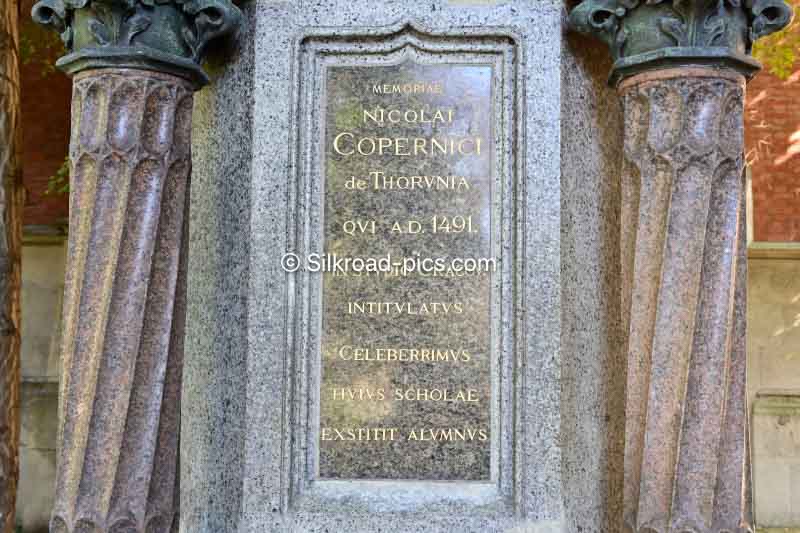 MEMORIAE
NICOLAI
COPERNICI
de THORVNIA
QVI A.D. 1491.
© Silkroad-pics.com
INTITVLATVS
CELEBERRIMVS
HVIVS SCHOLAE
EXSTITIT ALVMNVS